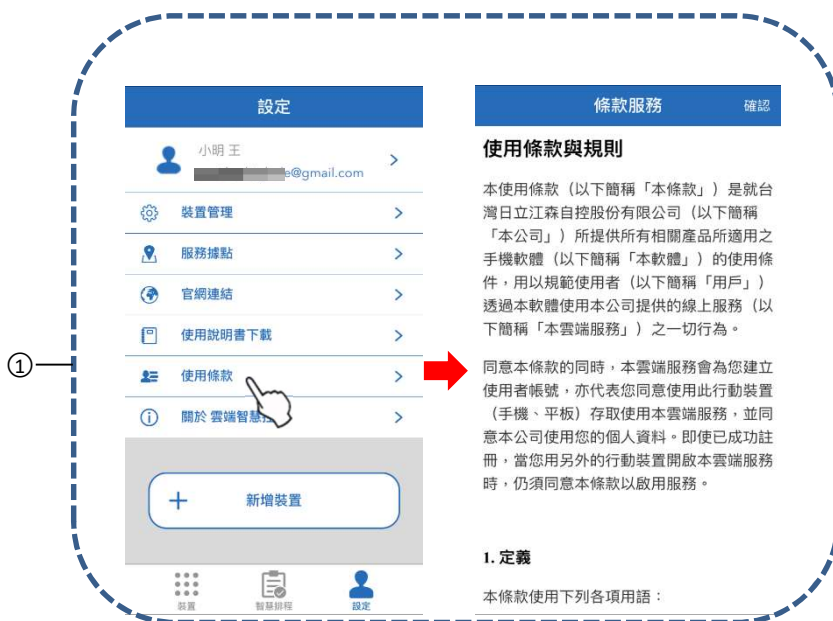 ①
設定
小明 王
e@gmail.com
裝置管理
服務據點
官網連結
使用說明書下載
使用條款
關於 雲端智慧
新增裝置
裝置
智慧排程
設定
條款服務
確認
使用條款與規則
本使用條款（以下簡稱「本條款」）是就台
灣日立江森自控股份有限公司（以下簡稱
「本公司」）所提供所有相關產品所適用之
手機軟體（以下簡稱「本軟體」）的使用條
件，用以規範使用者（以下簡稱「用戶」）
透過本軟體使用本公司提供的線上服務（以
下簡稱「本雲端服務」）之一切行為。
同意本條款的同時，本雲端服務會為您建立
使用者帳號，亦代表您同意使用此行動裝置
（手機、平板）存取使用本雲端服務，並同
意本公司使用您的個人資料。即使已成功註
冊，當您用另外的行動裝置開啟本雲端服務
時，仍須同意本條款以啟用服務。
1. 定義
本條款使用下列各項用語：